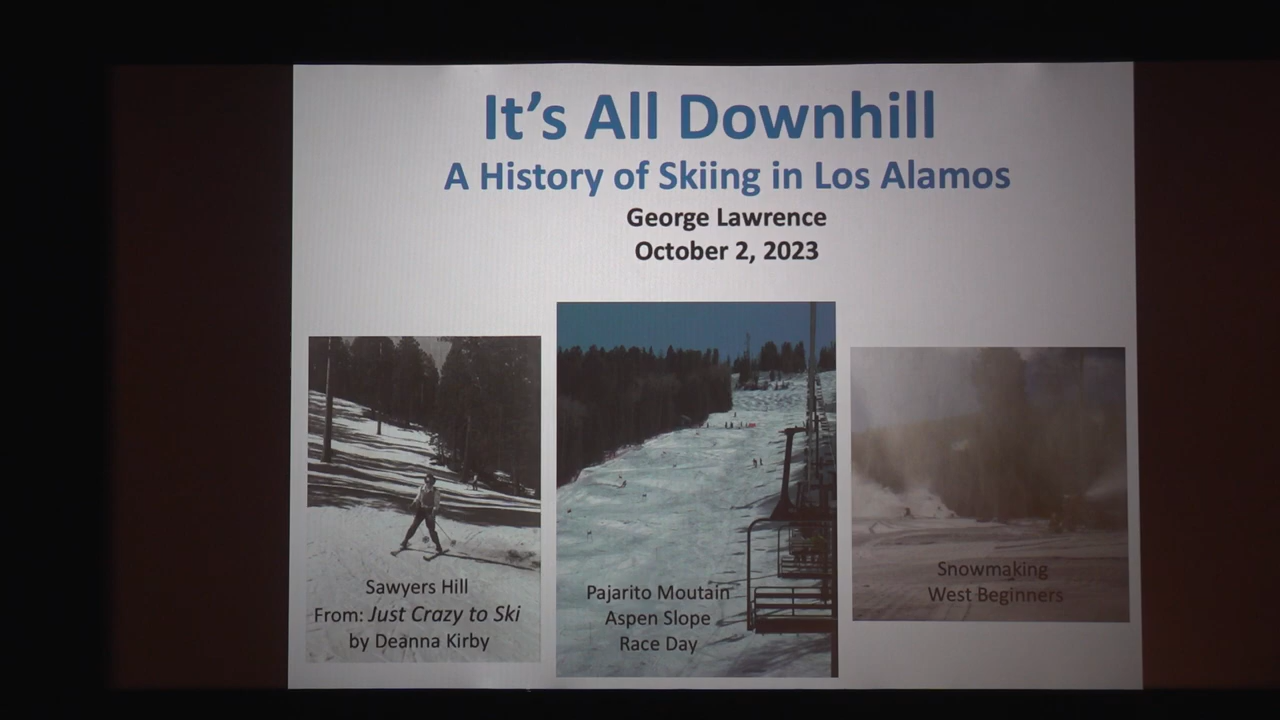 It's All Downhill
A History of Skiing in Los Alamos
George Lawrence
October 2, 2023
Sawyers Hill
From: Just Crazy to Ski
by Deanna Kirby
Pajarito Moutain
Aspen Slope
Race Day
Snowmaking
West Beginners